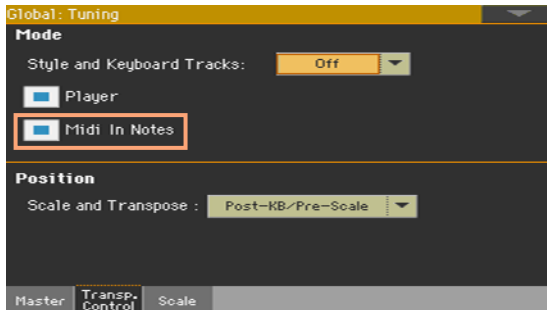 Global: Tuning
Mode
Style and Keyboard Tracks: Off
Player
Midi In Notes
Position
Scale and Transpose : Post-KB/Pre-Scale
Master Transp. Control Scale